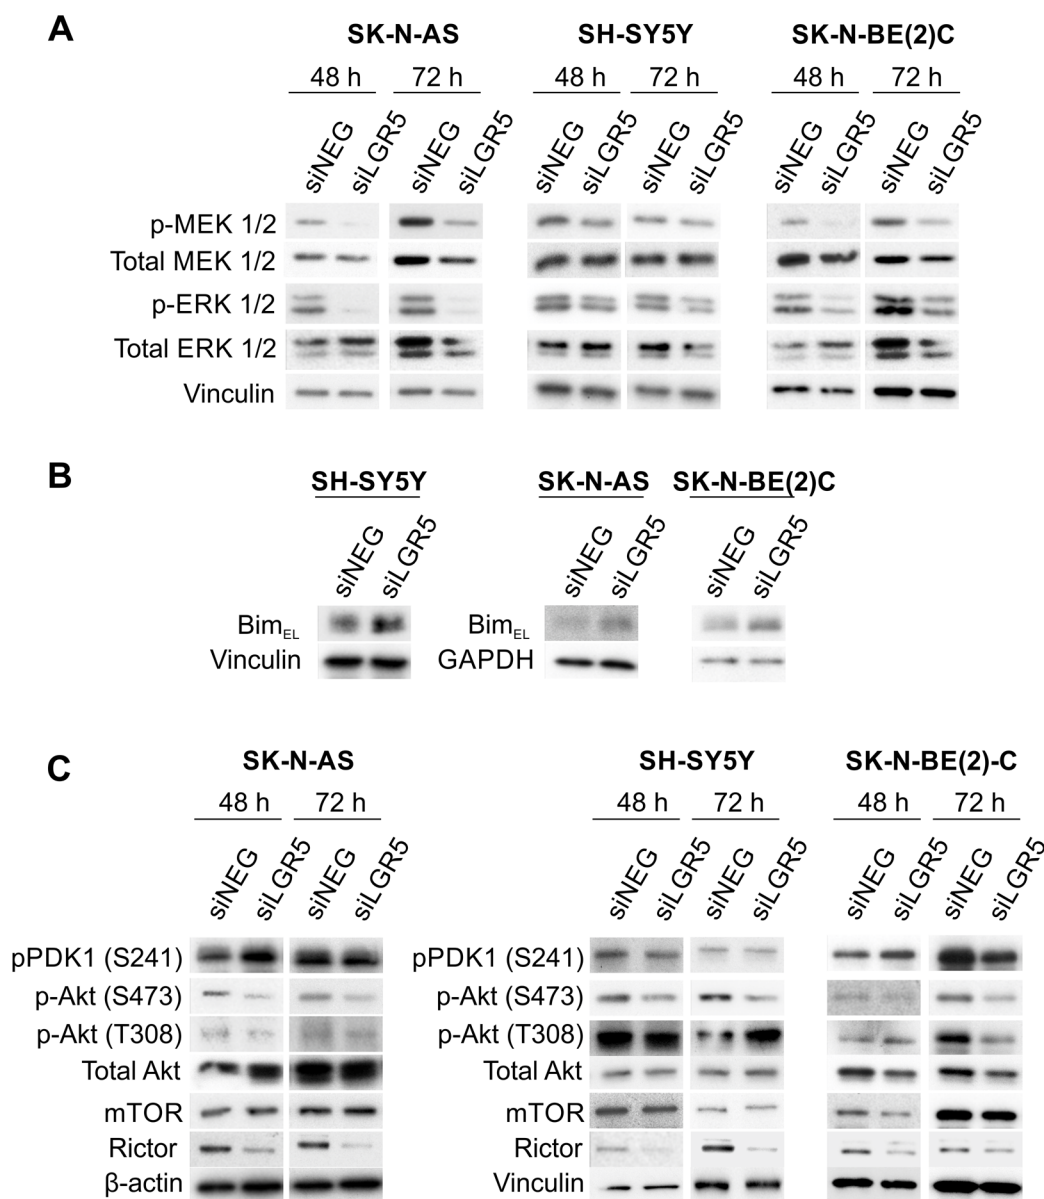 A
SK-N-AS SH-SY5Y SK-N-BE(2)C
48 h 72 h 48 h 72 h 48 h 72 h
siNEG siLGR5 siNEG siLGR5 siNEG siLGR5 siNEG siLGR5 siNEG siLGR5 siNEG siLGR5
p-MEK 1/2
Total MEK 1/2
p-ERK 1/2
Total ERK 1/2
Vinculin
B
SH-SY5Y SK-N-AS SK-N-BE(2)C
siNEG siLGR5 siNEG siLGR5 siNEG siLGR5
BimEL BimEL
Vinculin GAPDH
C
SK-N-AS SH-SY5Y SK-N-BE(2)-C
48 h 72 h 48 h 72 h 48 h 72 h
siNEG siLGR5 siNEG siLGR5 siNEG siLGR5 siNEG siLGR5 siNEG siLGR5 siNEG siLGR5
pPDK1 (S241) pPDK1 (S241)
p-Akt (S473) p-Akt (S473)
p-Akt (T308) p-Akt (T308)
Total Akt Total Akt
mTOR mTOR
Rictor Rictor
β-actin Vinculin